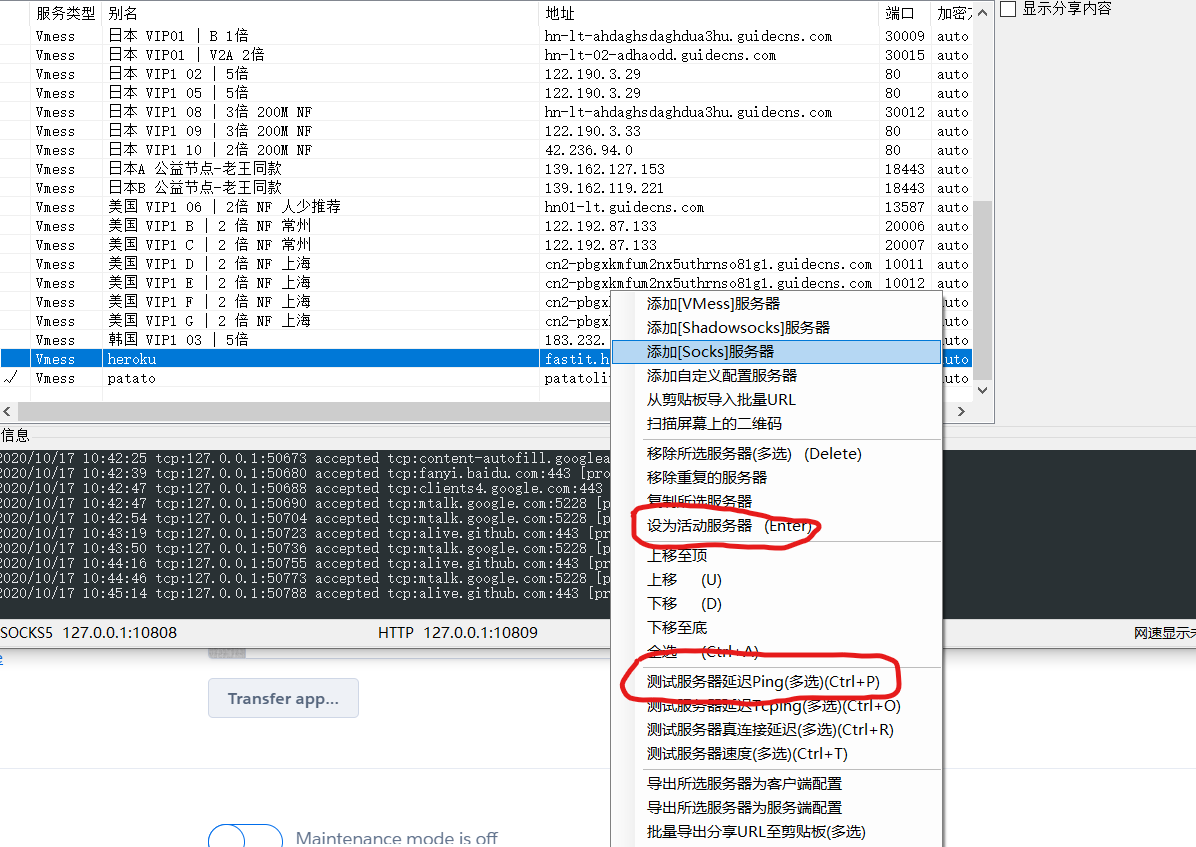 服务类型 别名 地址 端口 加密 显示分享内容
Vmess 日本 VIP01 | B 1倍 hn-lt-ahdaghsdaghdua3hu.guidecns.com 30009 auto
Vmess 日本 VIP01 | V2A 2倍 hn-lt-02-adhaodd.guidecns.com 30015 auto
Vmess 日本 VIP1 02 | 5倍 122.190.3.29 80 auto
Vmess 日本 VIP1 05 | 5倍 122.190.3.29 80 auto
Vmess 日本 VIP1 08 | 3倍 200M NF hn-lt-ahdaghsdaghdua3hu.guidecns.com 30012 auto
Vmess 日本 VIP1 09 | 3倍 200M NF 122.190.3.33 80 auto
Vmess 日本 VIP1 10 | 2倍 200M NF 42.236.94.0 80 auto
Vmess 日本A 公益节点-老王同款 139.162.127.153 18443 auto
Vmess 日本B 公益节点-老王同款 139.162.119.221 18443 auto
Vmess 美国 VIP1 06 | 2倍 NF 人少推荐 hn01-lt.guidecns.com 13587 auto
Vmess 美国 VIP1 B | 2 倍 NF 常州 122.192.87.133 20006 auto
Vmess 美国 VIP1 C | 2 倍 NF 常州 122.192.87.133 20007 auto
Vmess 美国 VIP1 D | 2 倍 NF 上海 cn2-pbgxkmfum2nx5uthrnso81g1.guidecns.com 10011 auto
Vmess 美国 VIP1 E | 2 倍 NF 上海 cn2-pbgxkmfum2nx5uthrnso81g1.guidecns.com 10012 auto
Vmess 美国 VIP1 F | 2 倍 NF 上海 cn2-pbgxk uto
Vmess 美国 VIP1 G | 2 倍 NF 上海 cn2-pbgxk uto
Vmess 韩国 VIP1 03 | 5倍 183.232. uto
Vmess heroku fastit.h uto
Vmess patato patatoli uto
添加[VMess]服务器
添加[Shadowsocks]服务器
添加[Socks]服务器
添加自定义配置服务器
从剪贴板导入批量URL
扫描屏幕上的二维码
移除所选服务器(多选) (Delete)
移除重复的服务器
复制所选服务器
设为活动服务器 (Enter)
上移至顶
上移 (U)
下移 (D)
下移至底
全选 (Ctrl+A)
测试服务器延迟Ping(多选)(Ctrl+P)
测试服务器延迟Tcping(多选)(Ctrl+O)
测试服务器真连接延迟(多选)(Ctrl+R)
测试服务器速度(多选)(Ctrl+T)
导出所选服务器为客户端配置
导出所选服务器为服务端配置
批量导出分享URL至剪贴板(多选)
信息
2020/10/17 10:42:25 tcp:127.0.0.1:50673 accepted tcp:content-autofill.googlea
2020/10/17 10:42:39 tcp:127.0.0.1:50680 accepted tcp:fanyi.baidu.com:443 [pro
2020/10/17 10:42:47 tcp:127.0.0.1:50688 accepted tcp:clients4.google.com:443
2020/10/17 10:42:47 tcp:127.0.0.1:50690 accepted tcp:mtalk.google.com:5228 [p
2020/10/17 10:42:54 tcp:127.0.0.1:50704 accepted tcp:mtalk.google.com:5228 [p
2020/10/17 10:43:19 tcp:127.0.0.1:50723 accepted tcp:alive.github.com:443 [pr
2020/10/17 10:43:50 tcp:127.0.0.1:50736 accepted tcp:mtalk.google.com:5228 [p
2020/10/17 10:44:16 tcp:127.0.0.1:50755 accepted tcp:alive.github.com:443 [pr
2020/10/17 10:44:46 tcp:127.0.0.1:50773 accepted tcp:mtalk.google.com:5228 [p
2020/10/17 10:45:14 tcp:127.0.0.1:50788 accepted tcp:alive.github.com:443 [pr
SOCKS5 127.0.0.1:10808 HTTP 127.0.0.1:10809 网速显示未
Transfer app...
Maintenance mode is off